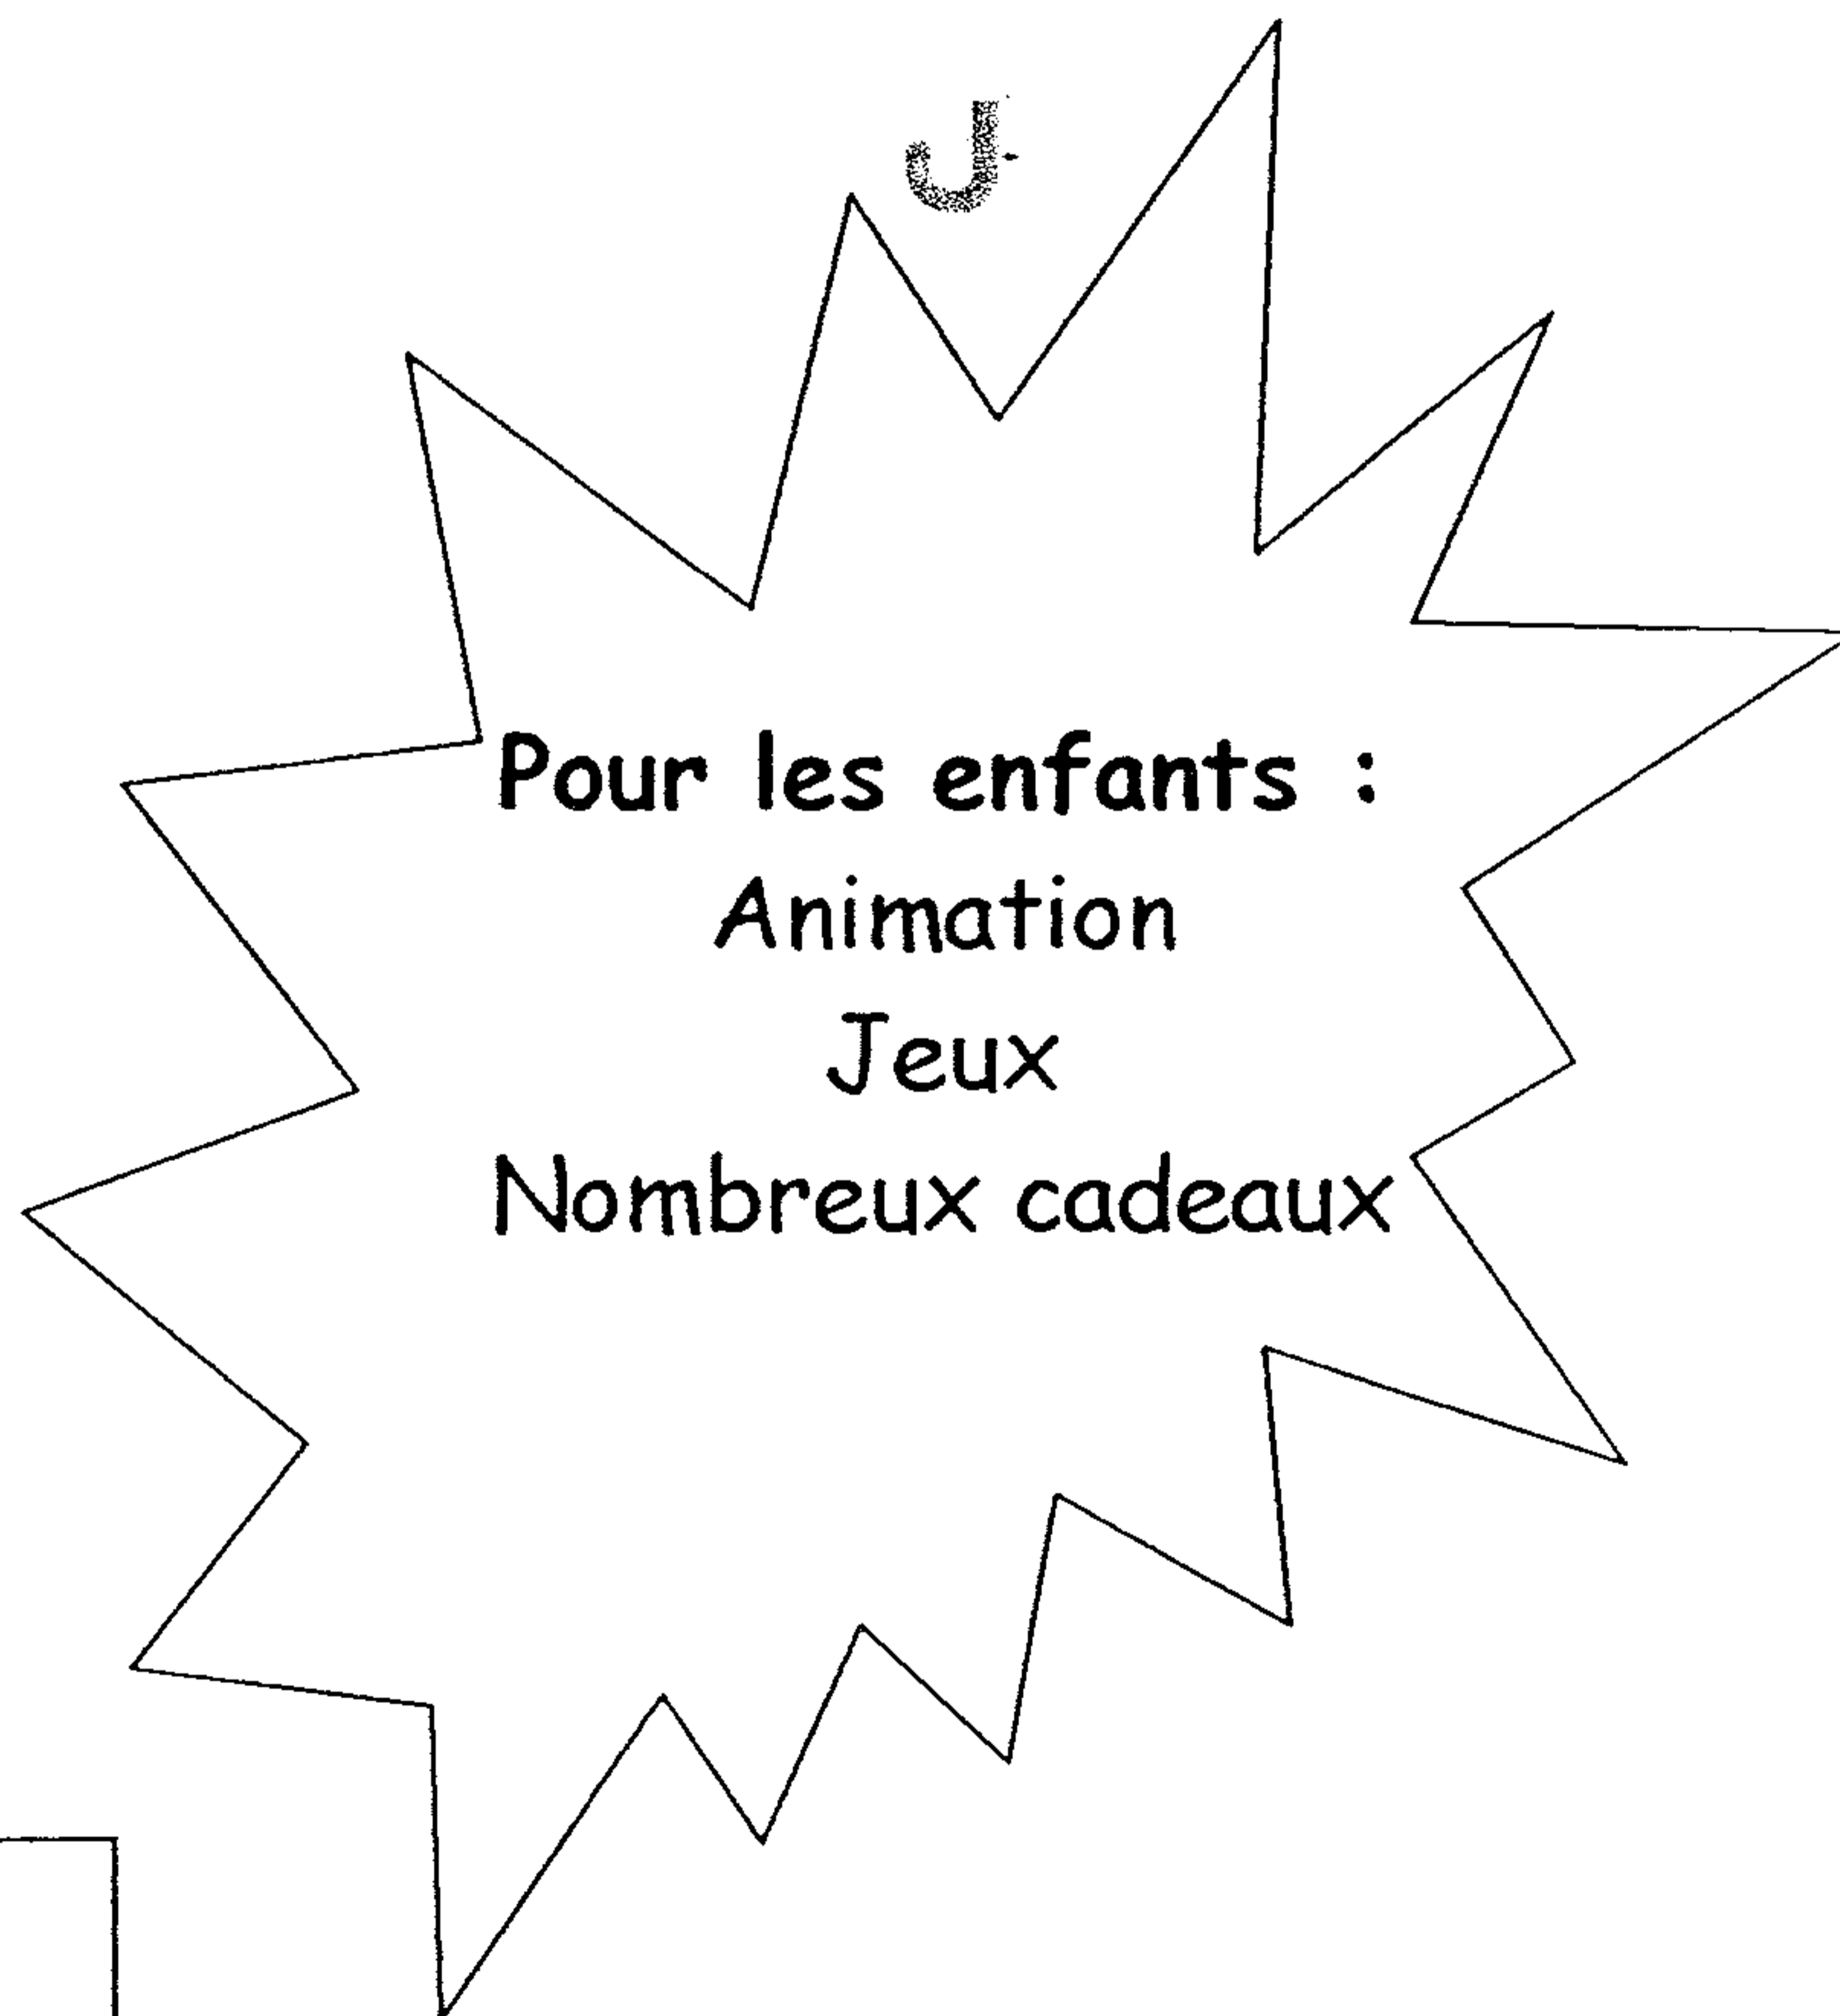 J
Pour les enfants :
Animation
Jeux
Nombreux cadeaux